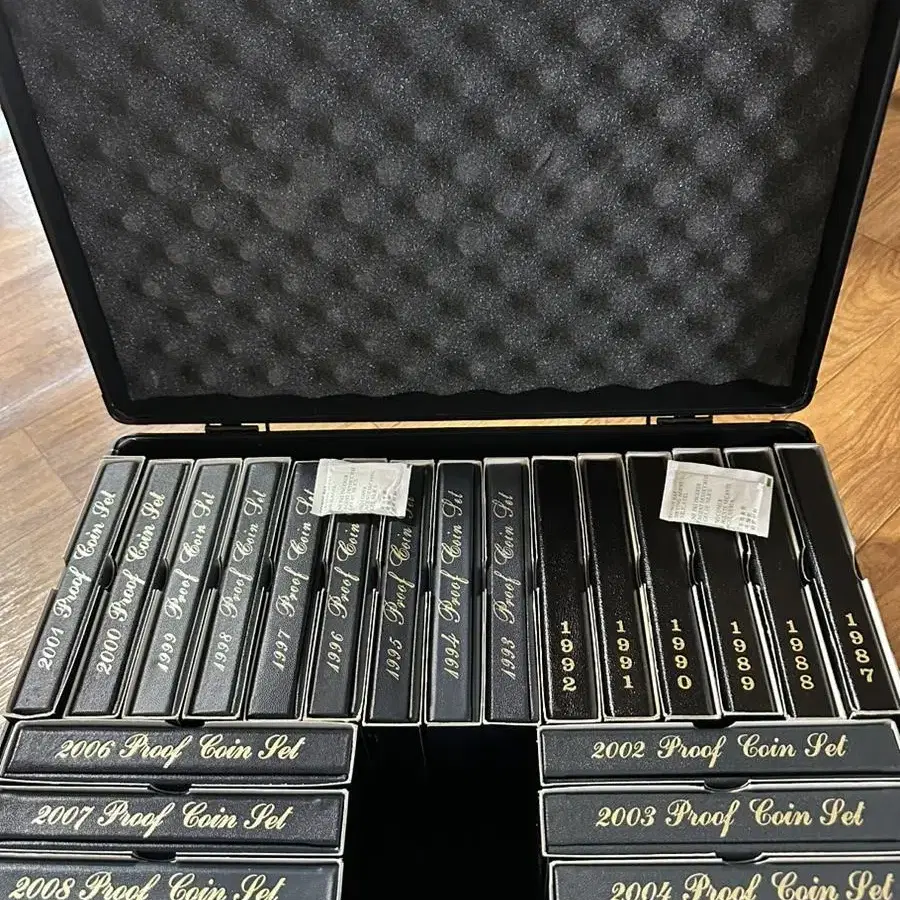 2001 Proof Coin Set
2000 Proof Coin Set
1999 Proof Coin Set
1998 Proof Coin Set
1997 Proof Coin Set
1996 Proof Coin
1995 Proof Coin Set
1994 Proof Coin Set
1993 Proof Coin Set
1992
1991
1990
1989
1988
1987
2006 Proof Coin Set
2002 Proof Coin Set
2007 Proof Coin Set
2003 Proof Coin Set
2008 Proof Coin Set
2004 Proof Coin Set